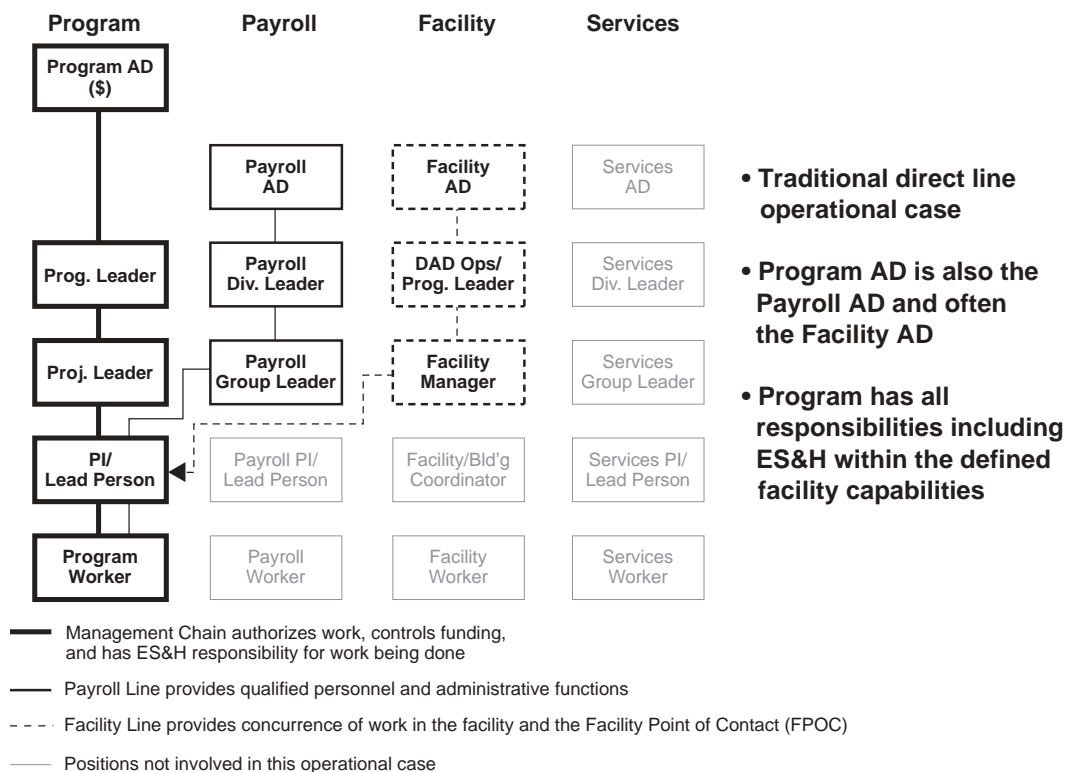 Program
Payroll
Facility
Services
Program AD
($)
Payroll
AD
Facility
AD
Services
AD
Prog. Leader
Payroll
Div. Leader
DAD Ops/
Prog. Leader
Services
Div. Leader
Proj. Leader
Payroll
Group Leader
Facility
Manager
Services
Group Leader
PI/
Lead Person
Payroll PI/
Lead Person
Facility/Bld'g
Coordinator
Services PI/
Lead Person
Program
Worker
Payroll
Worker
Facility
Worker
Services
Worker
• Traditional direct line
operational case
• Program AD is also the
Payroll AD and often
the Facility AD
• Program has all
responsibilities including
ES&H within the defined
facility capabilities
Management Chain authorizes work, controls funding,
and has ES&H responsibility for work being done
Payroll Line provides qualified personnel and administrative functions
Facility Line provides concurrence of work in the facility and the Facility Point of Contact (FPOC)
Positions not involved in this operational case